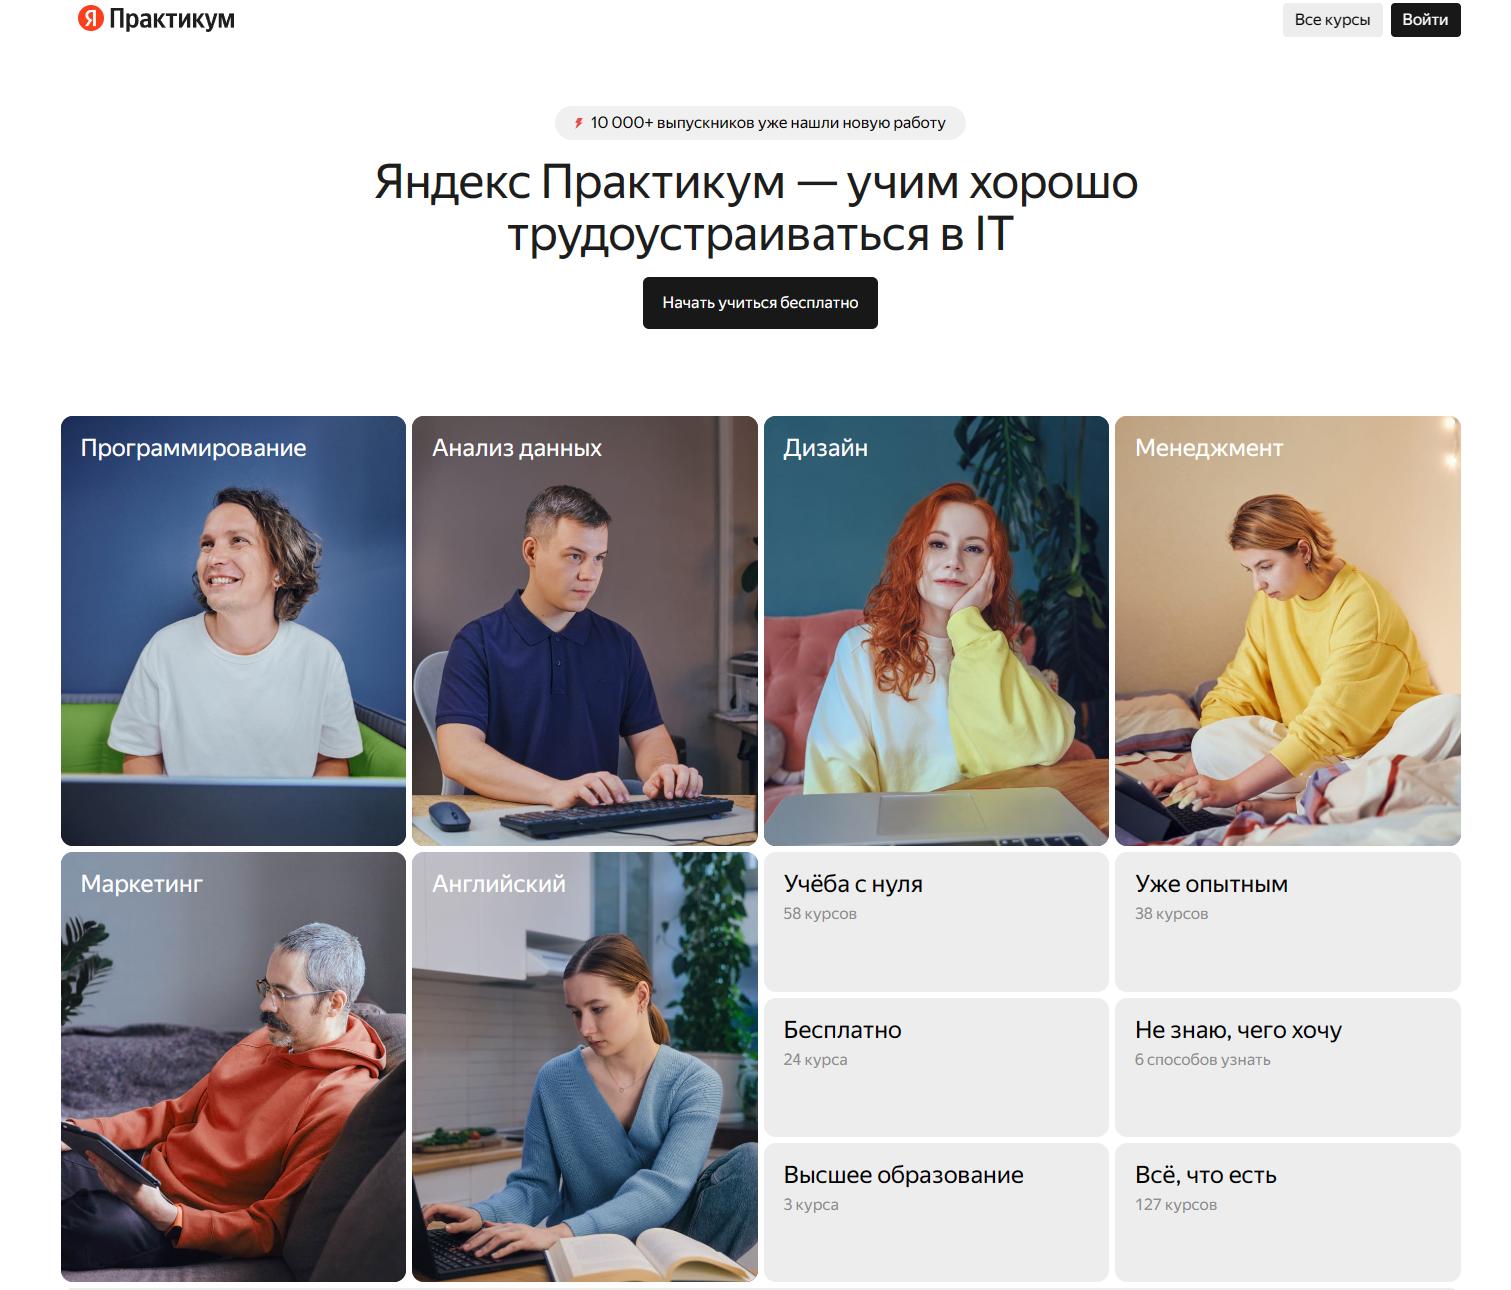 Я Практикум
Все курсы
Войти
10 000+ выпускников уже нашли новую работу
Яндекс Практикум — учим хорошо
трудоустраиваться в IT
Начать учиться бесплатно
Программирование
Анализ данных
Дизайн
Менеджмент
Маркетинг
Английский
Учёба с нуля
58 курсов
Уже опытным
38 курсов
Бесплатно
24 курса
Не знаю, чего хочу
6 способов узнать
Высшее образование
3 курса
Всё, что есть
127 курсов